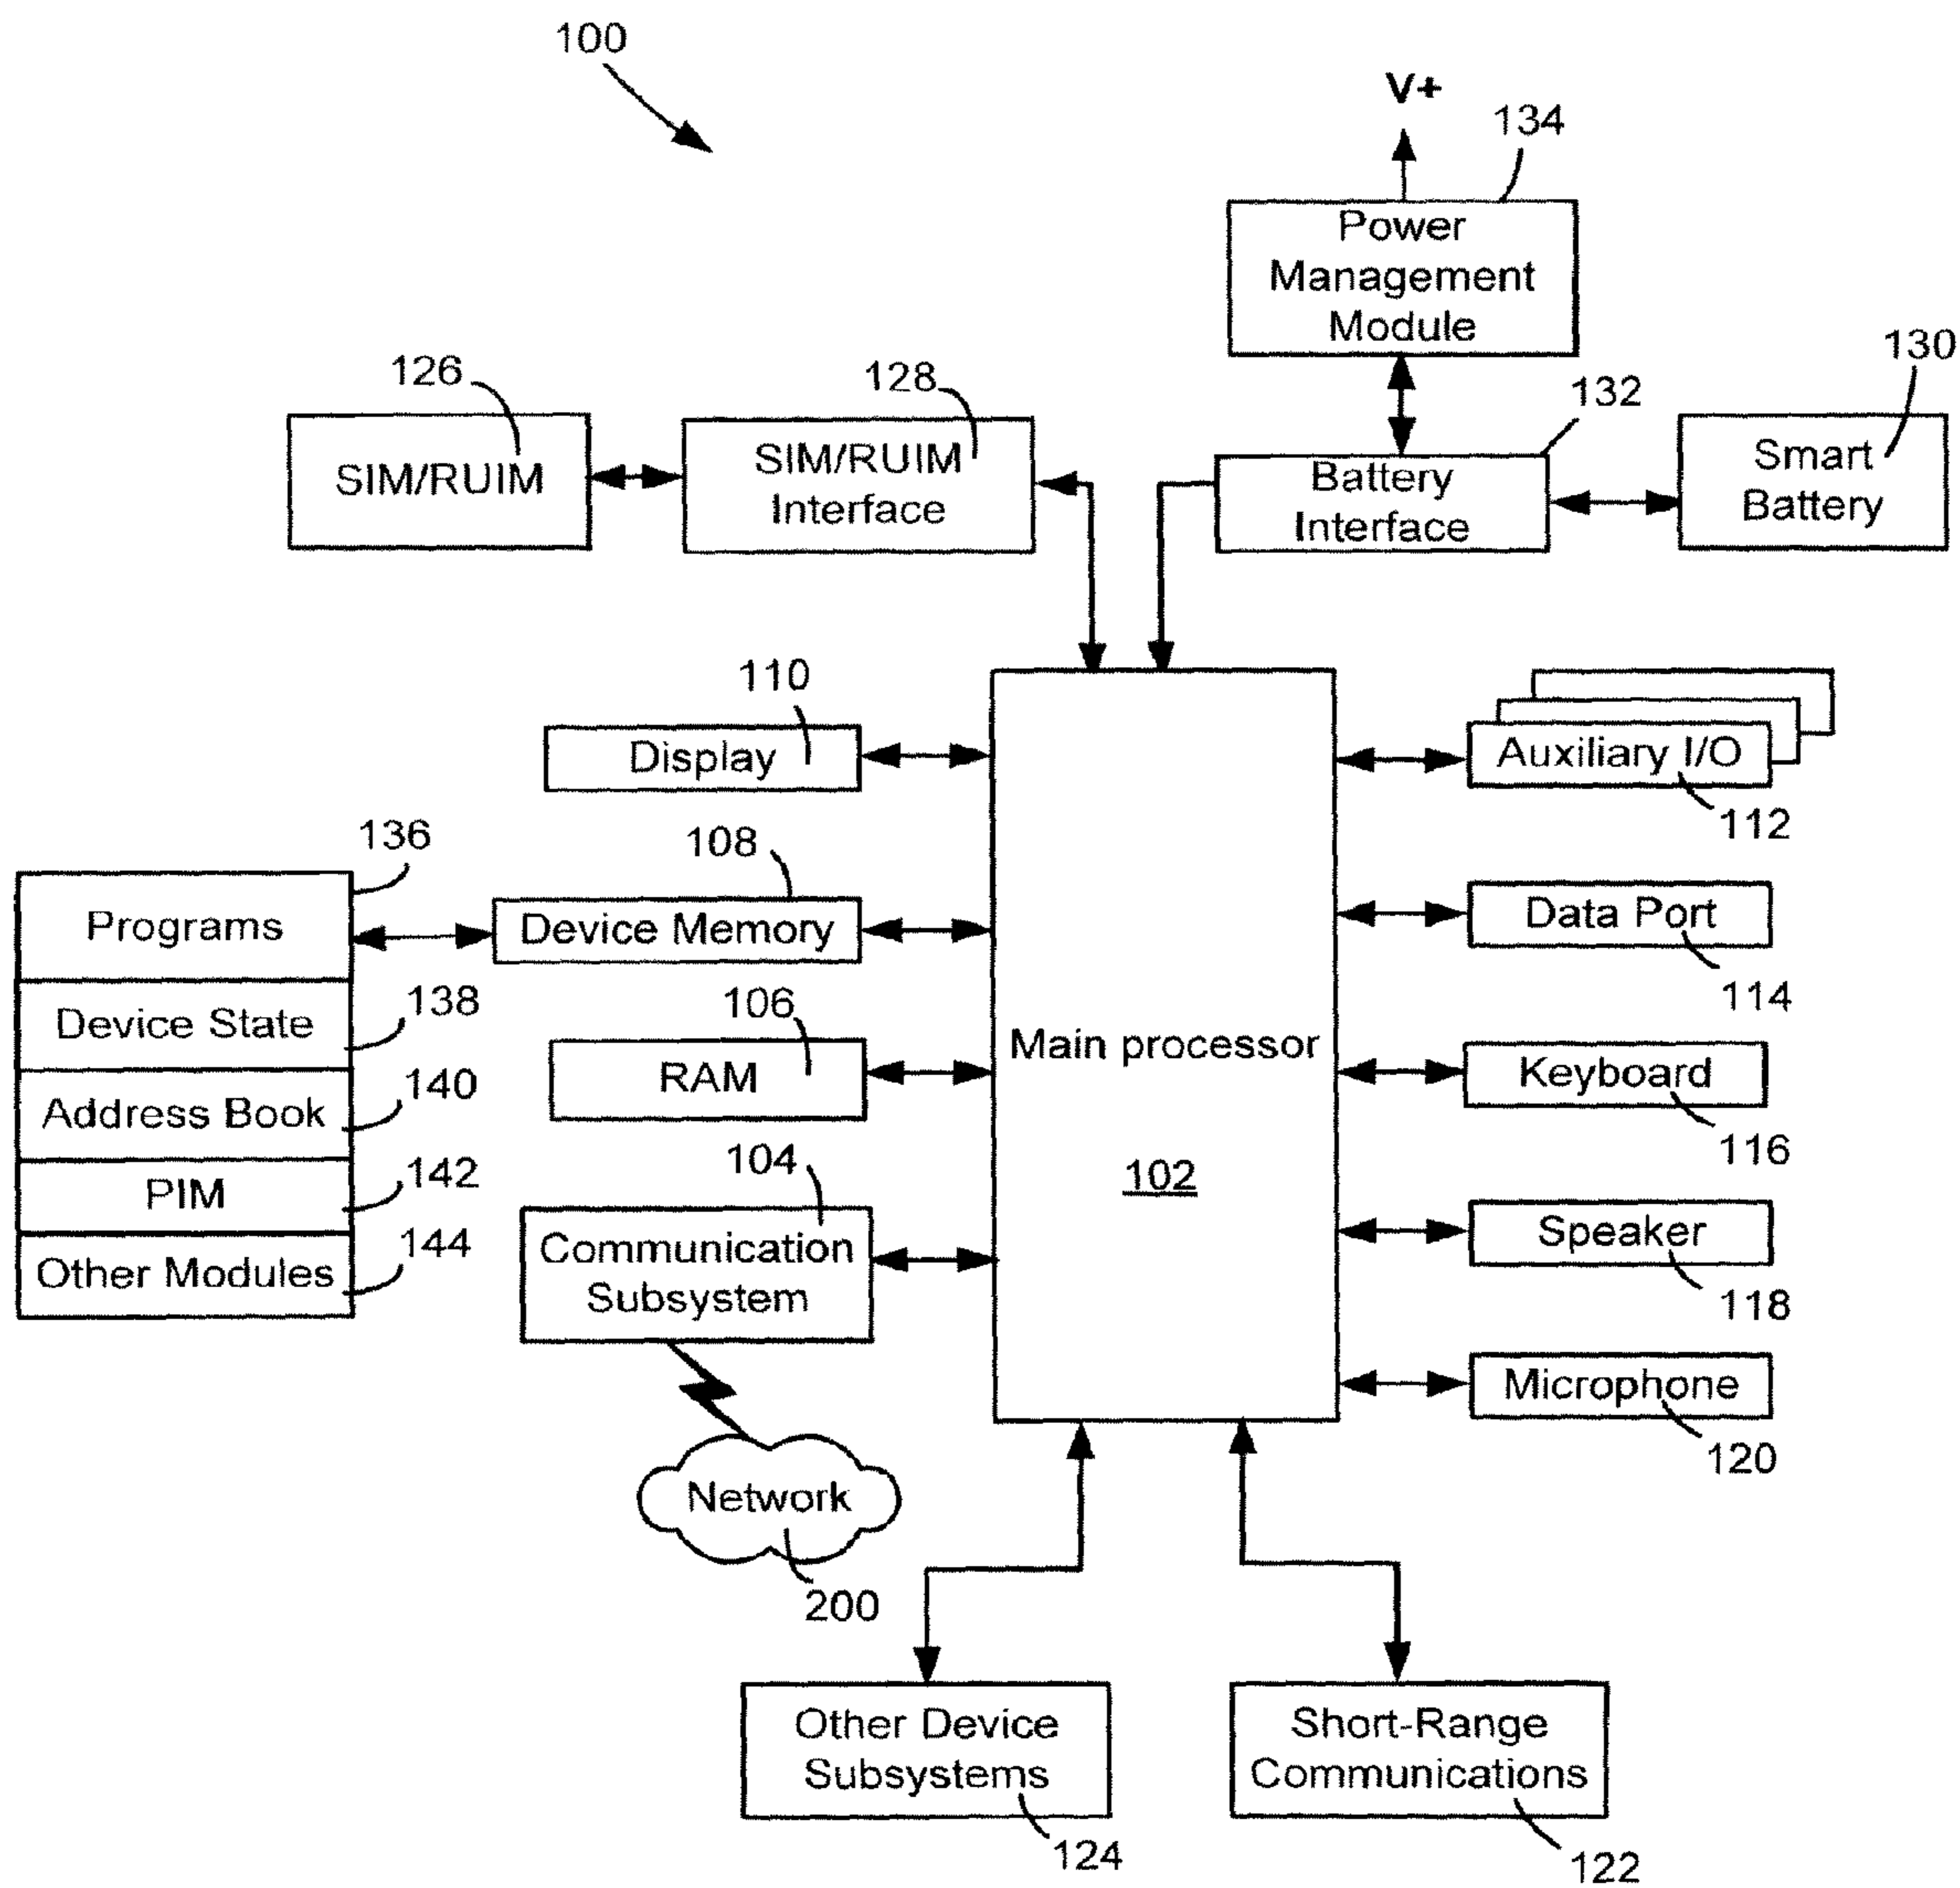 100
V+
134
Power
Management
Module
130
126
128
132
SIM/RUIM
SIM/RUIM
Interface
Battery
Interface
Smart
Battery
110
Display
Auxiliary I/O
112
136
108
Programs
Device Memory
Data Port
114
Device State
138
106
RAM
Main processor
Keyboard
116
Address Book
140
104
102
PIM
142
Communication
Subsystem
Speaker
118
Other Modules
144
Microphone
120
Network
200
Other Device
Subsystems
124
Short-Range
Communications
122